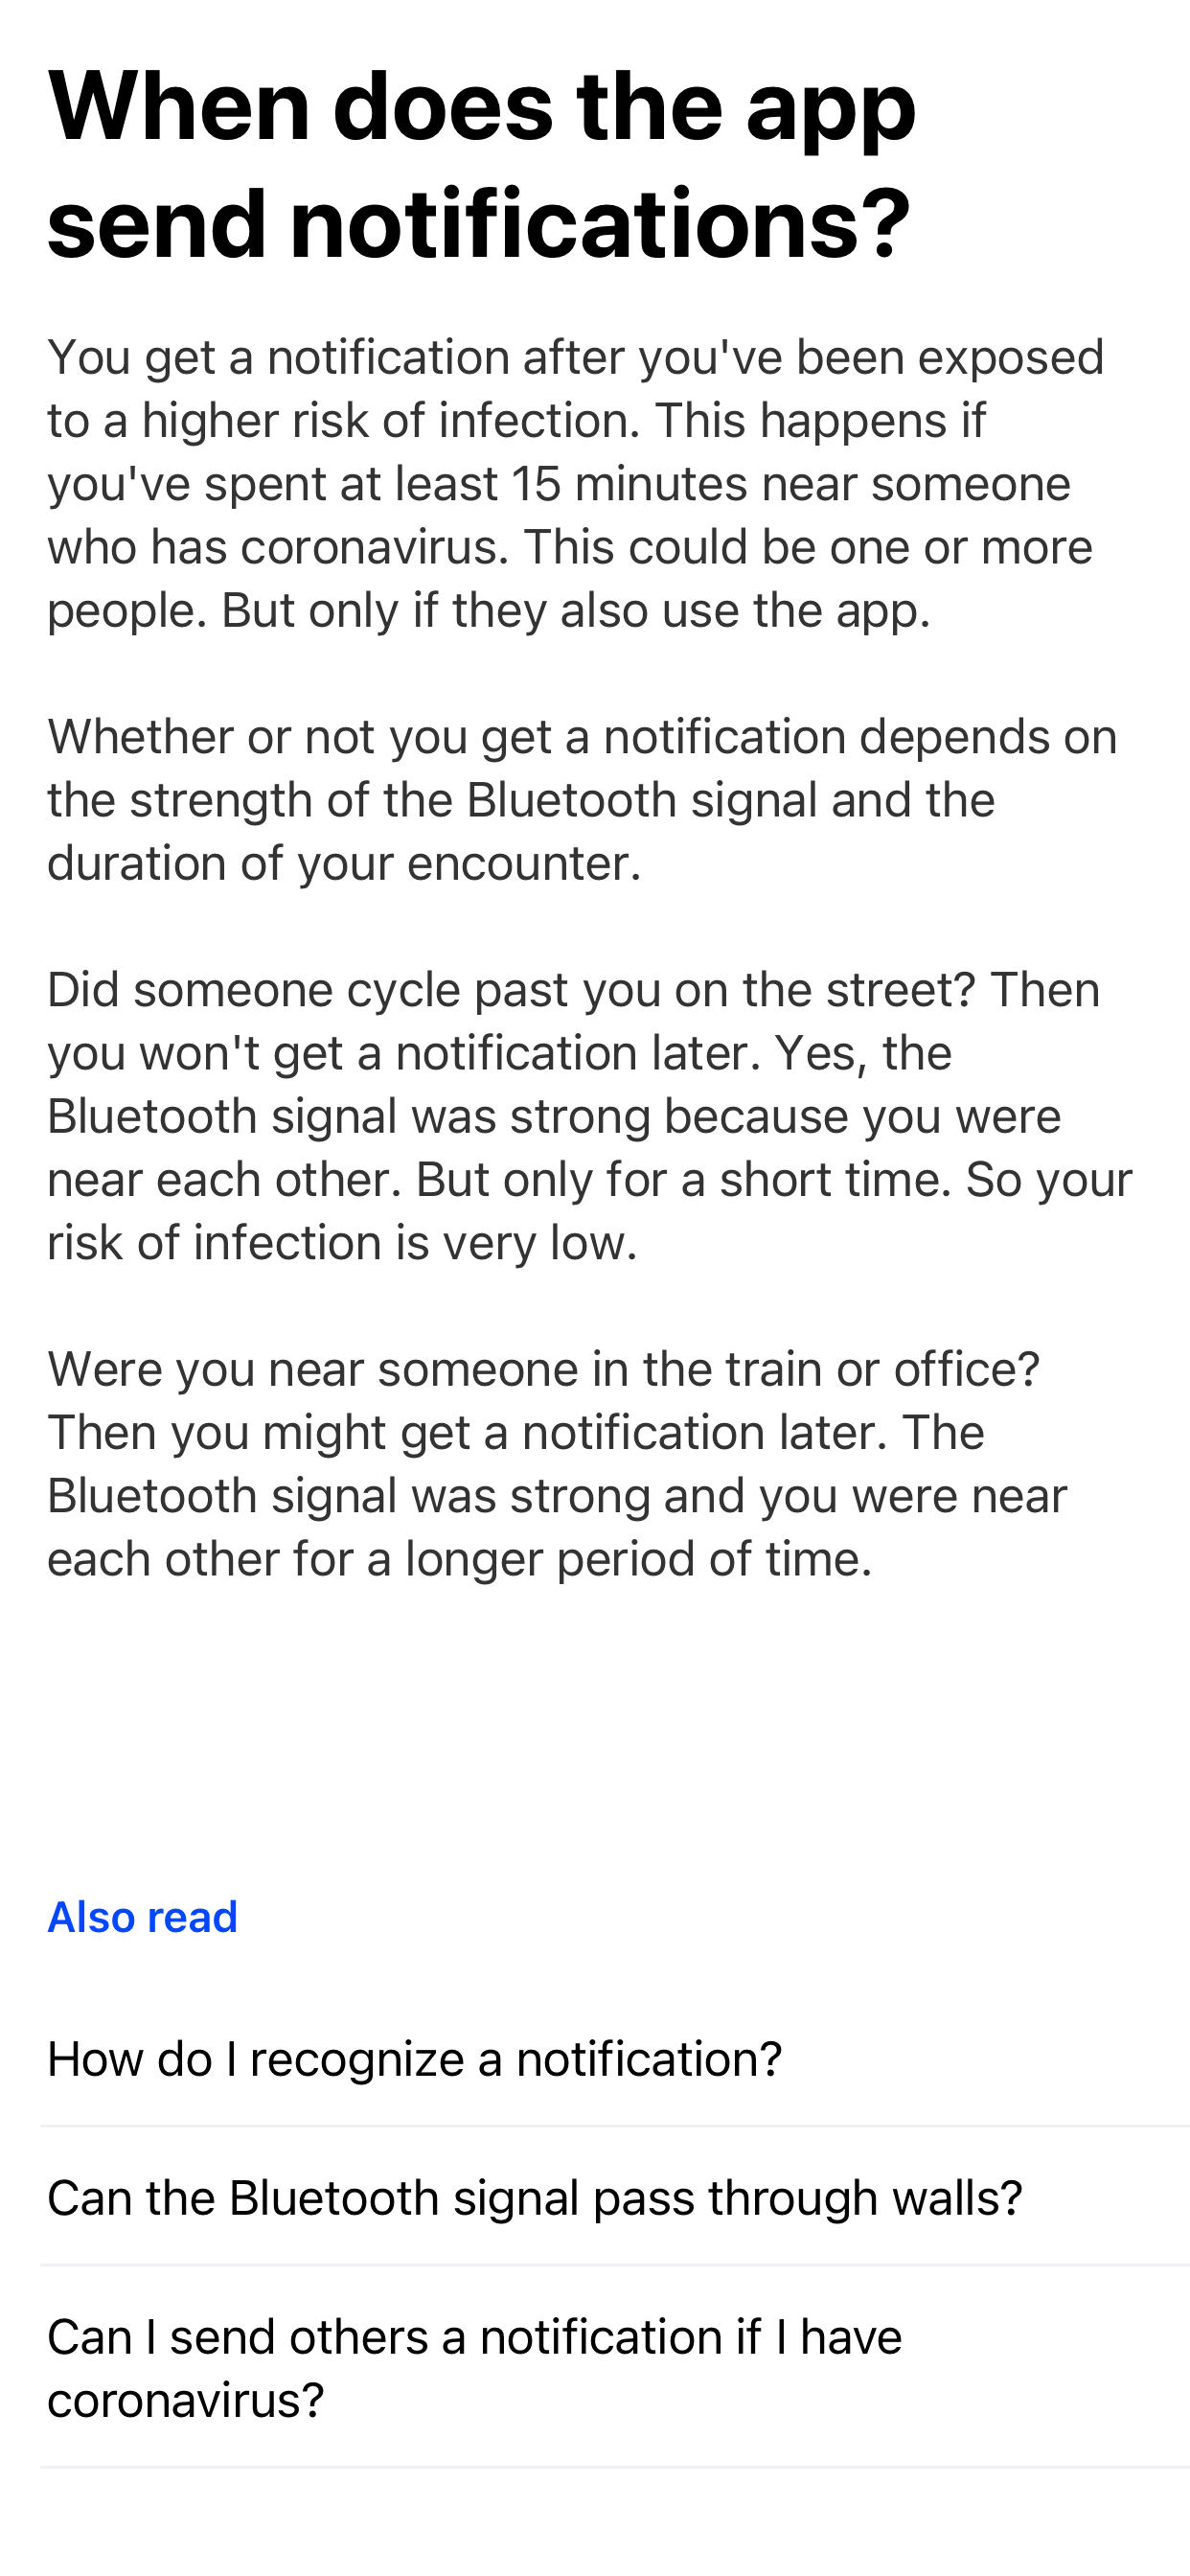 When does the app
send notifications?
You get a notification after you've been exposed
to a higher risk of infection. This happens if
you've spent at least 15 minutes near someone
who has coronavirus. This could be one or more
people. But only if they also use the app.
Whether or not you get a notification depends on
the strength of the Bluetooth signal and the
duration of your encounter.
Did someone cycle past you on the street? Then
you won't get a notification later. Yes, the
Bluetooth signal was strong because you were
near each other. But only for a short time. So your
risk of infection is very low.
Were you near someone in the train or office?
Then you might get a notification later. The
Bluetooth signal was strong and you were near
each other for a longer period of time.
Also read
How do I recognize a notification?
Can the Bluetooth signal pass through walls?
Can I send others a notification if I have
coronavirus?